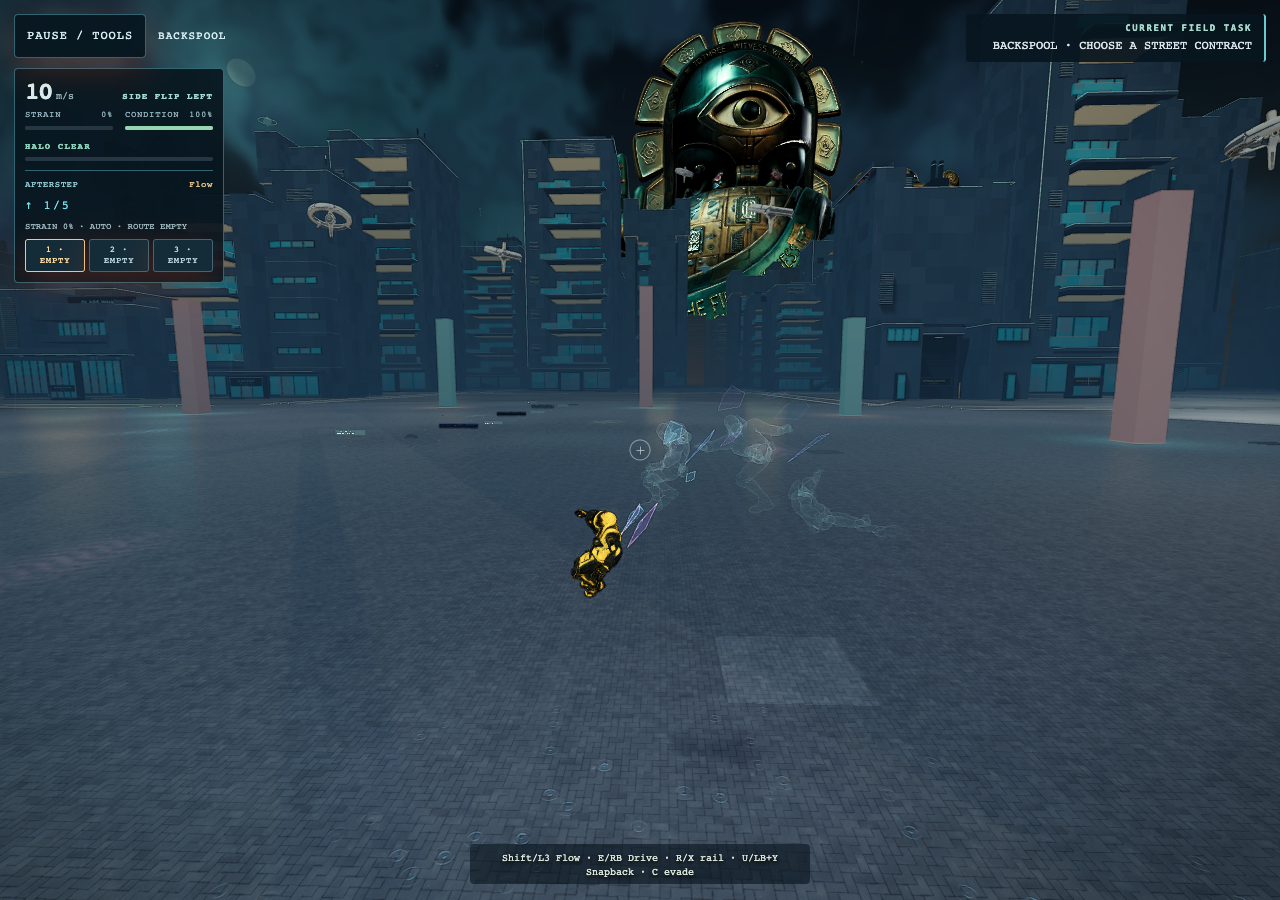 PAUSE / TOOLS
BACKSPOOL
CURRENT FIELD TASK
BACKSPOOL · CHOOSE A STREET CONTRACT
10 m/s
SIDE FLIP LEFT
STRAIN 0%
CONDITION 100%
HALO CLEAR
AFTERSTEP
Flow
↑ 1/5
STRAIN 0% · AUTO · ROUTE EMPTY
1 · EMPTY
2 · EMPTY
3 · EMPTY
Shift/L3 Flow · E/RB Drive · R/X rail · U/LB+Y
Snapback · C evade